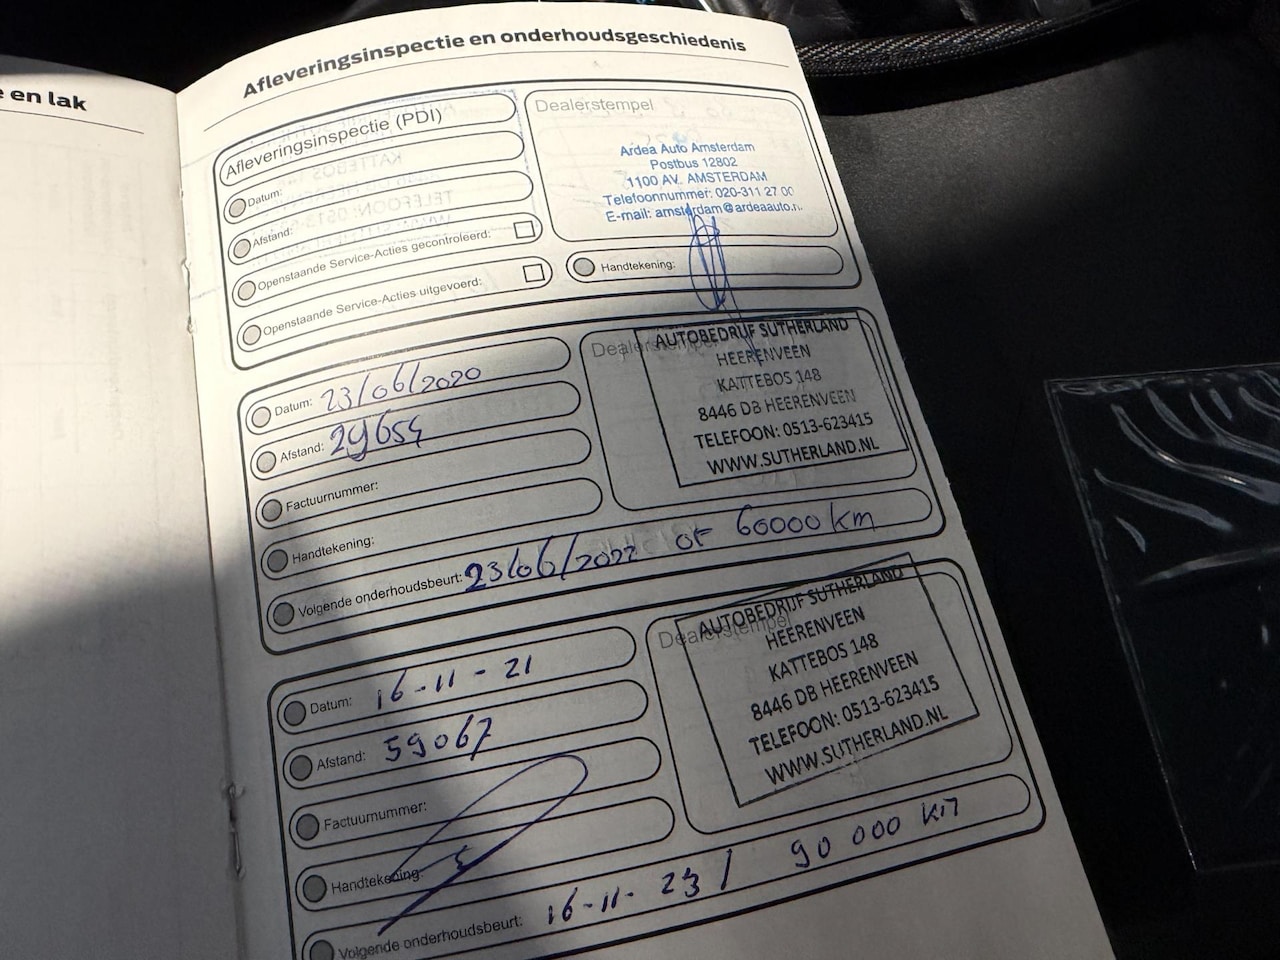 e en lak
Afleveringsinspectie en onderhoudsgeschiedenis
Afleveringsinspectie (PDI)
Datum:
Afstand:
Openstaande Service-Acties gecontroleerd:
Openstaande Service-Acties uitgevoerd:
Dealerstempel
Ardea Auto Amsterdam
Postbus 12802
1100 AV. AMSTERDAM
Telefoonnummer: 020-311 27 00
E-mail: amsterdam@ardeaauto.n
Handtekening:
Datum: 23/06/2020
Afstand: 29654
Factuurnummer:
Handtekening:
Volgende onderhoudsbeurt: 23/06/2022 of 60000 km
Dealerstempel
AUTOBEDRIJF SUTHERLAND
HEERENVEEN
KATTEBOS 148
8446 DB HEERENVEEN
TELEFOON: 0513-623415
WWW.SUTHERLAND.NL
Datum: 16-11-21
Afstand: 59067
Factuurnummer:
Handtekening:
Volgende onderhoudsbeurt: 16-11-23 / 90 000 km
Dealerstempel
AUTOBEDRIJF SUTHERLAND
HEERENVEEN
KATTEBOS 148
8446 DB HEERENVEEN
TELEFOON: 0513-623415
WWW.SUTHERLAND.NL